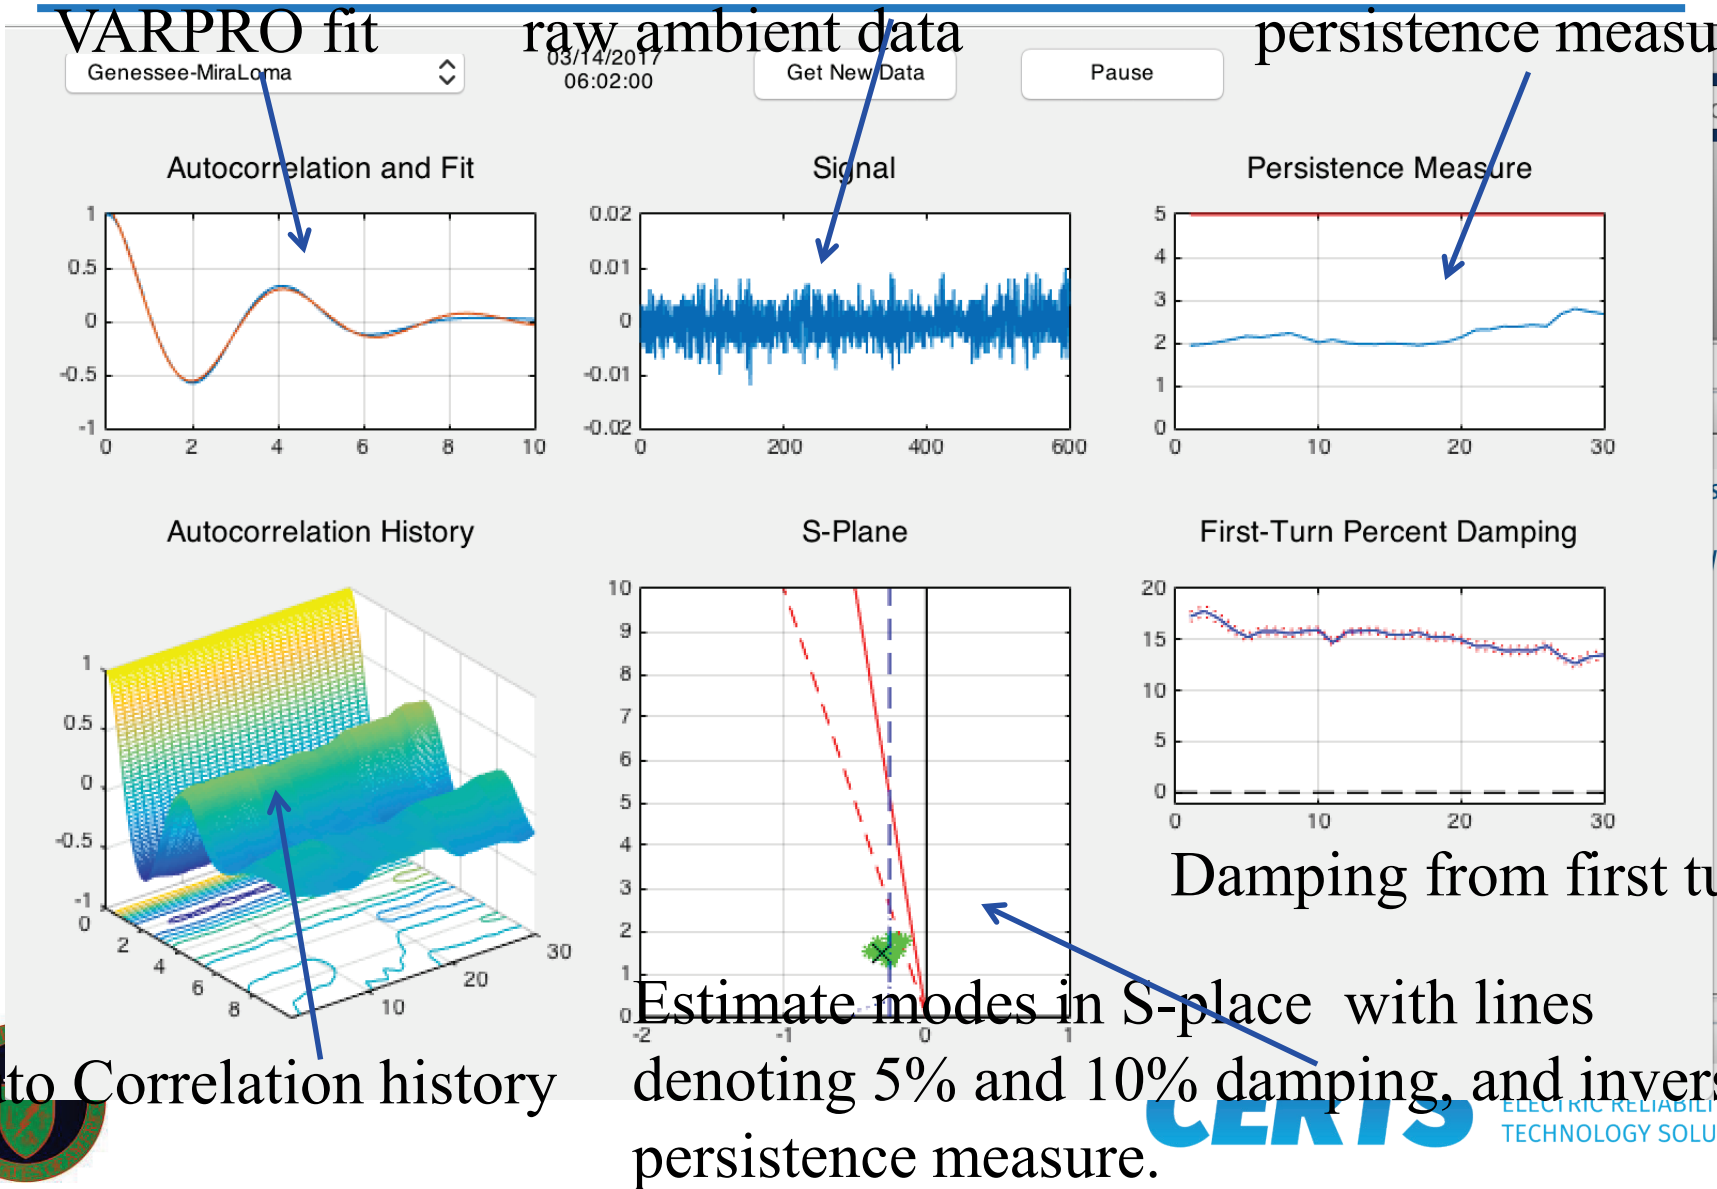 VARPRO fit
raw ambient data
persistence measu
Genessee-MiraLoma
03/14/2017
06:02:00
Get New Data
Pause
Autocorrelation and Fit
1
0.5
0
-0.5
-1
0 2 4 6 8 10
Signal
0.02
0.01
0
-0.01
-0.02
0 200 400 600
Persistence Measure
5
4
3
2
1
0
0 10 20 30
Autocorrelation History
1
0.5
0
-0.5
-1
0 2 4 6 8
10 20 30
S-Plane
10
9
8
7
6
5
4
3
2
1
0
-2 -1 0 1
First-Turn Percent Damping
20
15
10
5
0
0 10 20 30
Damping from first tu
Estimate modes in S-place with lines
denoting 5% and 10% damping, and invers
persistence measure.
to Correlation history
CERTS
ELECTRIC RELIABILI
TECHNOLOGY SOLU